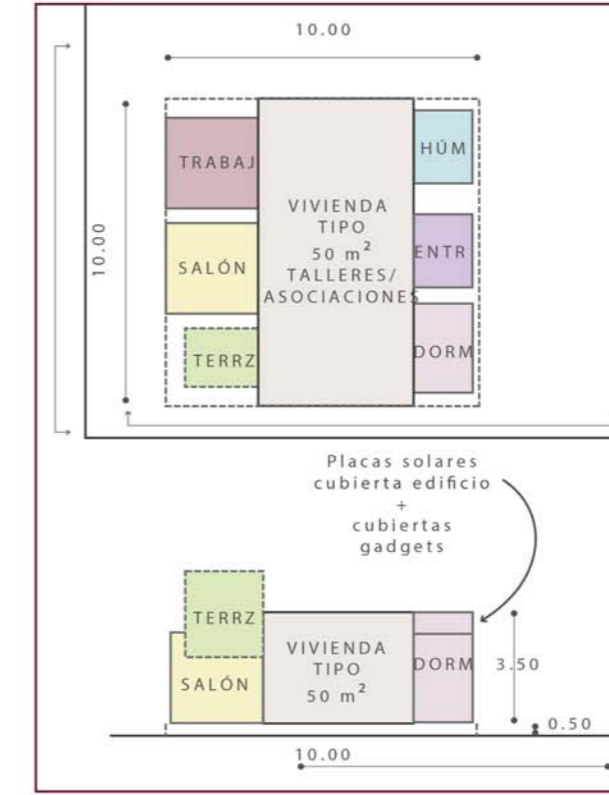 10.00
10.00
TRABAJ
HÚM
VIVIENDA
TIPO
50 m²
TALLERES/
ASOCIACIONES
SALÓN
ENTR
TERRZ
DORM
Placas solares
cubierta edificio
+
cubiertas
gadgets
TERRZ
SALÓN
VIVIENDA
TIPO
50 m²
DORM
3.50
0.50
10.00